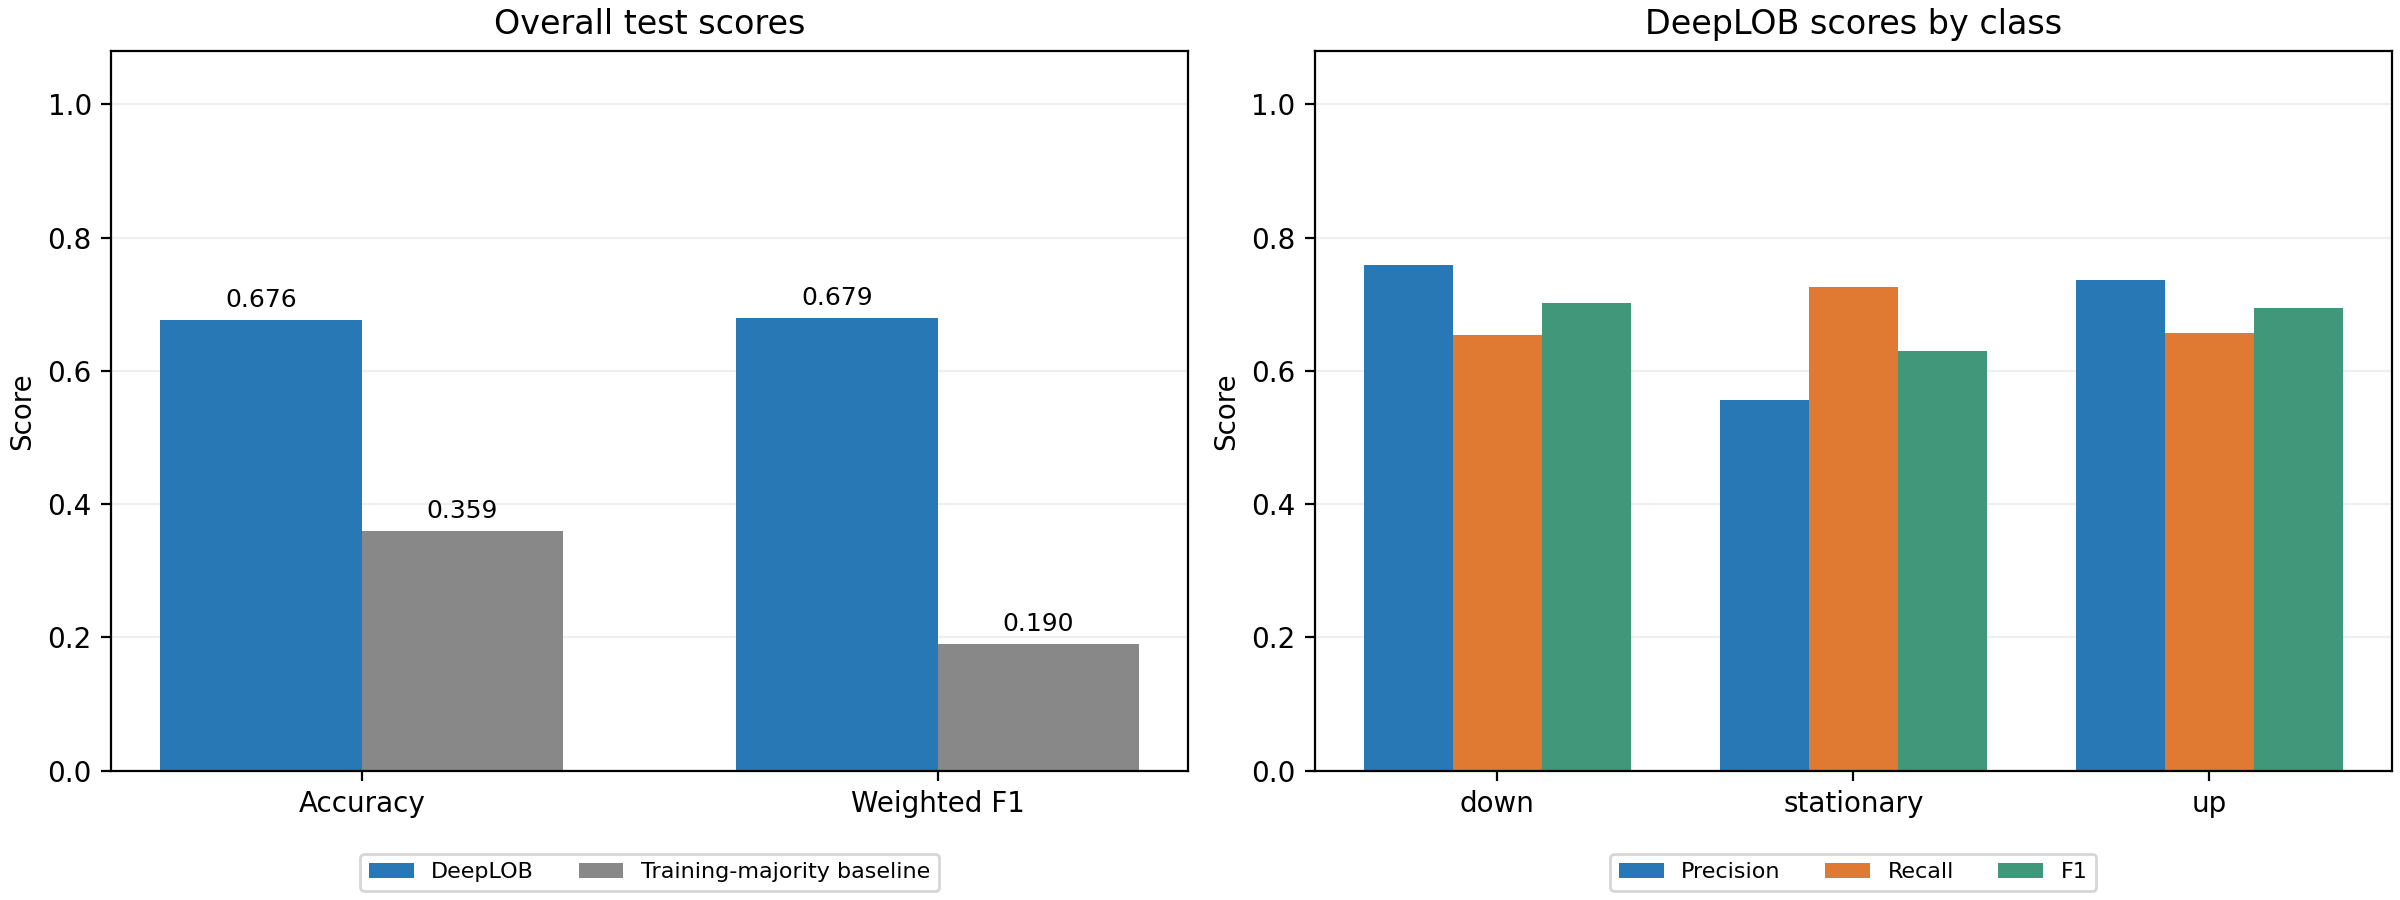 Overall test scores
Score
1.0
0.8
0.6
0.4
0.2
0.0
0.676
0.359
0.679
0.190
Accuracy
Weighted F1
DeepLOB
Training-majority baseline
DeepLOB scores by class
Score
1.0
0.8
0.6
0.4
0.2
0.0
down
stationary
up
Precision
Recall
F1